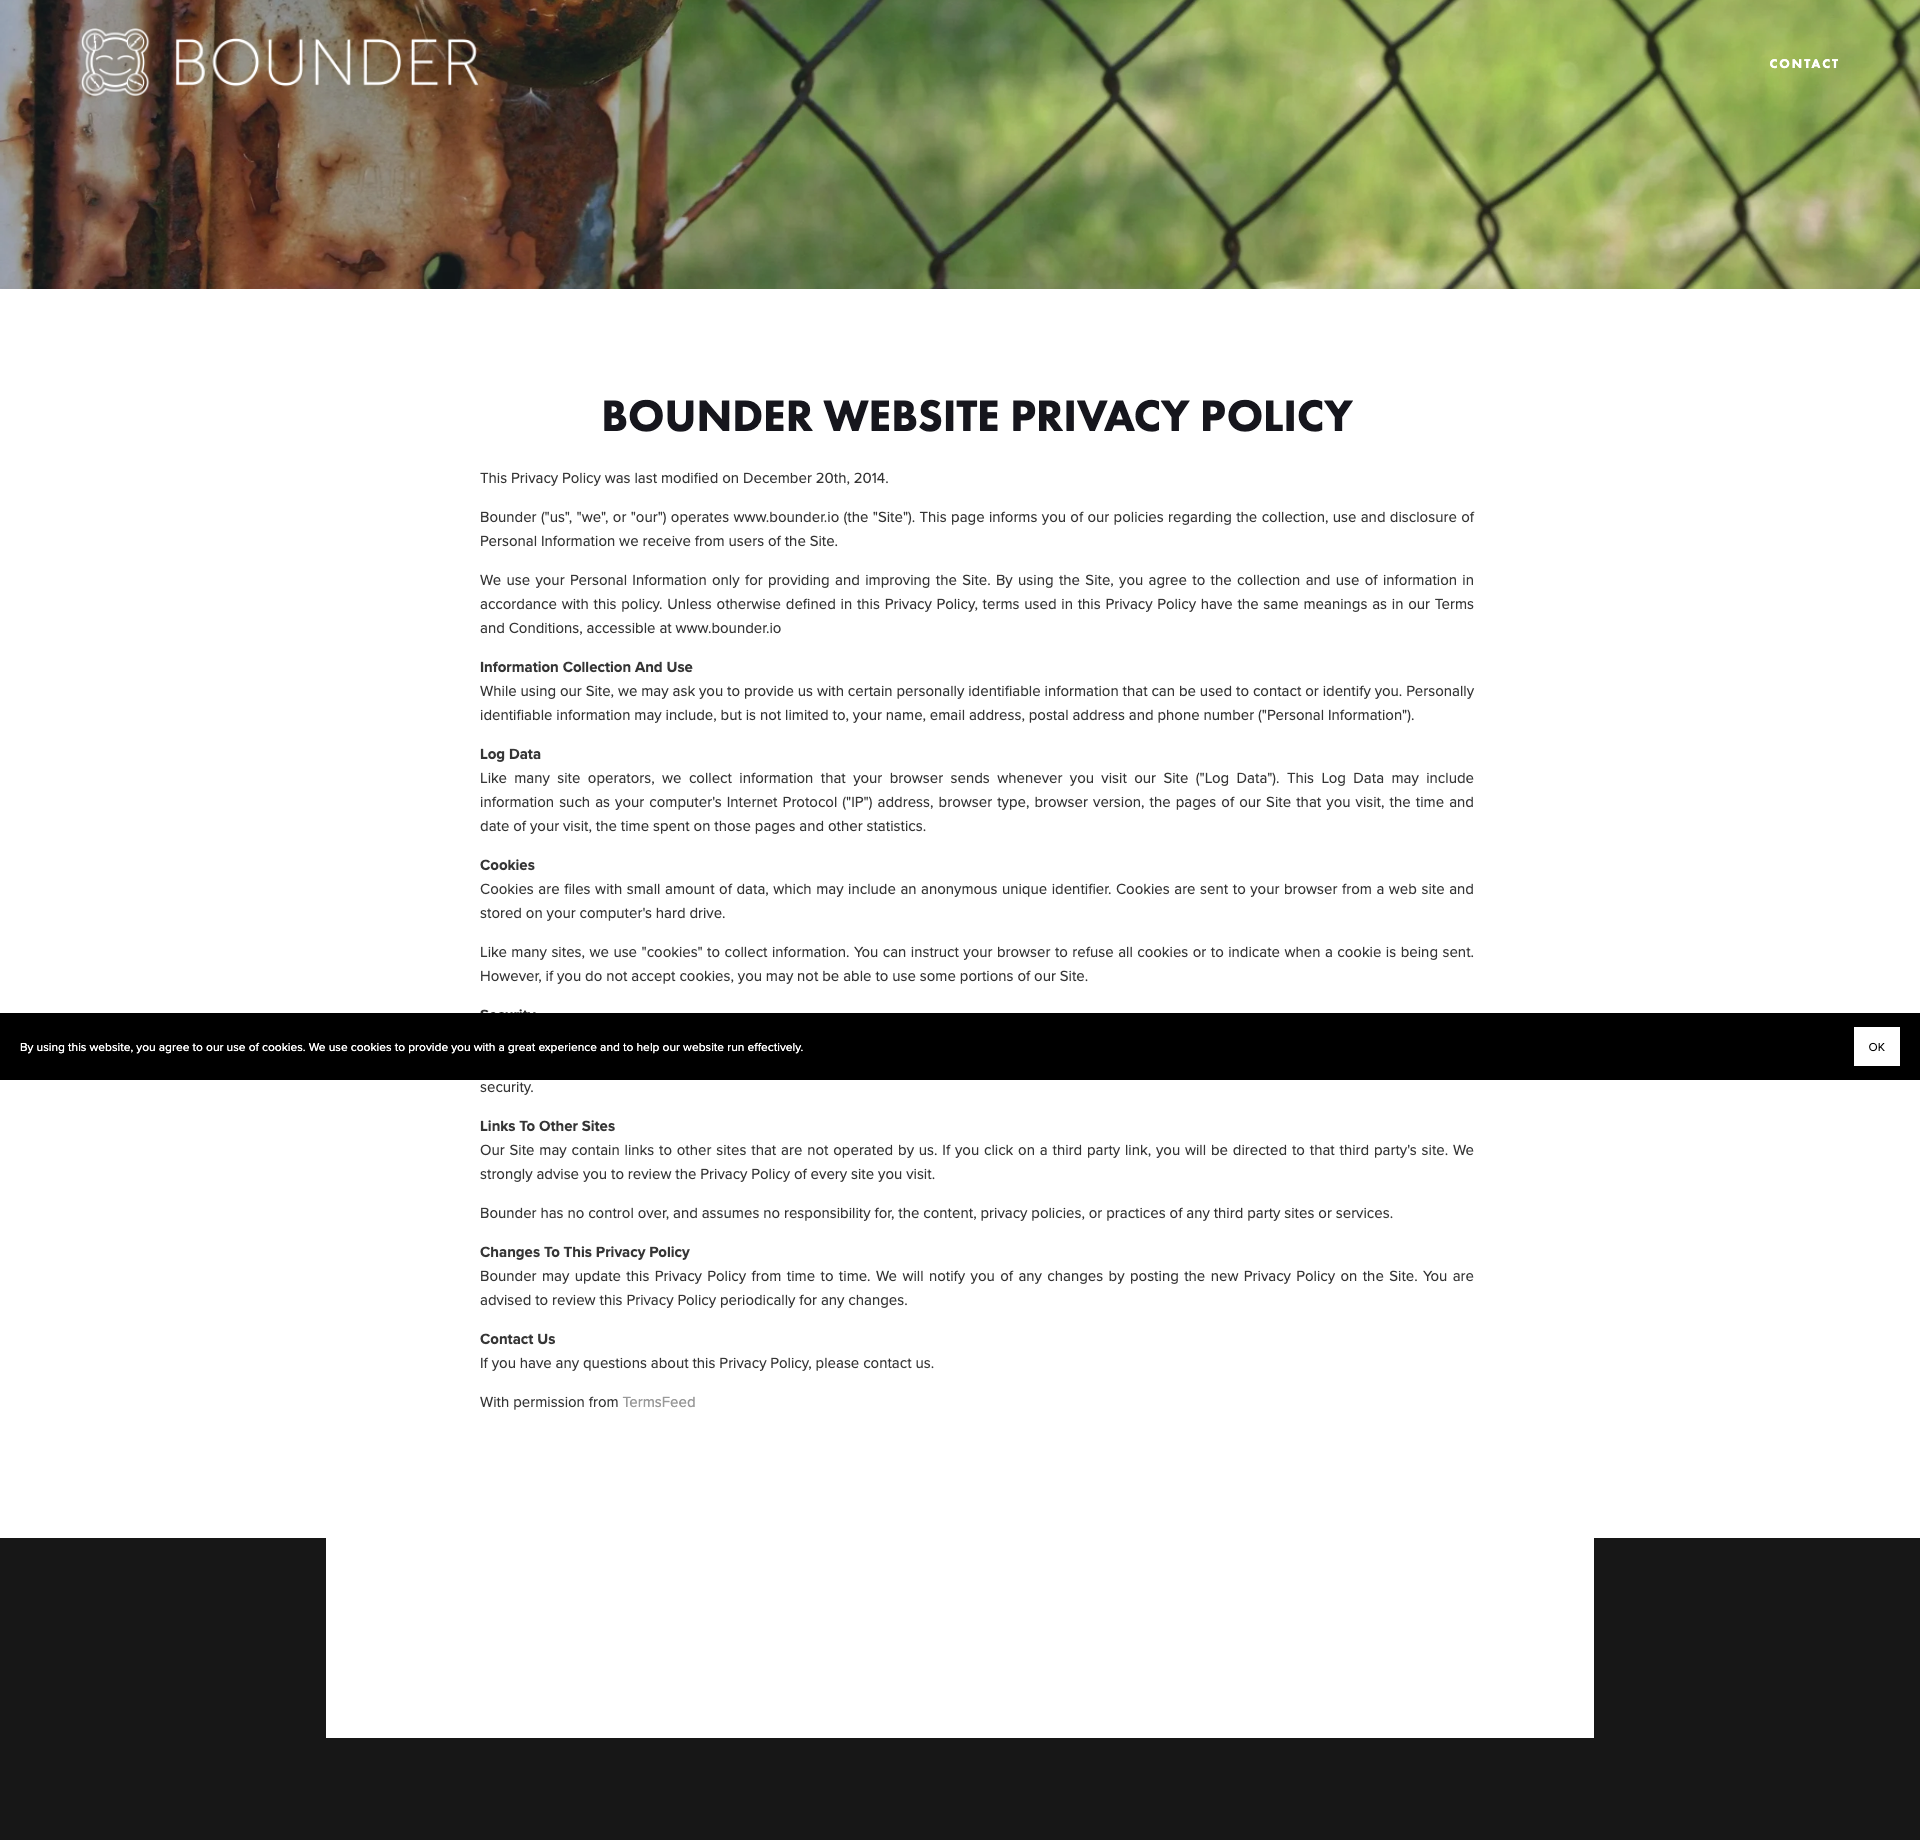 BOUNDER
CONTACT
BOUNDER WEBSITE PRIVACY POLICY
This Privacy Policy was last modified on December 20th, 2014.
Bounder ("us", "we", or "our") operates www.bounder.io (the "Site"). This page informs you of our policies regarding the collection, use and disclosure of
Personal Information we receive from users of the Site.
We use your Personal Information only for providing and improving the Site. By using the Site, you agree to the collection and use of information in
accordance with this policy. Unless otherwise defined in this Privacy Policy, terms used in this Privacy Policy have the same meanings as in our Terms
and Conditions, accessible at www.bounder.io
Information Collection And Use
While using our Site, we may ask you to provide us with certain personally identifiable information that can be used to contact or identify you. Personally
identifiable information may include, but is not limited to, your name, email address, postal address and phone number ("Personal Information").
Log Data
Like many site operators, we collect information that your browser sends whenever you visit our Site ("Log Data"). This Log Data may include
information such as your computer's Internet Protocol ("IP") address, browser type, browser version, the pages of our Site that you visit, the time and
date of your visit, the time spent on those pages and other statistics.
Cookies
Cookies are files with small amount of data, which may include an anonymous unique identifier. Cookies are sent to your browser from a web site and
stored on your computer's hard drive.
Like many sites, we use "cookies" to collect information. You can instruct your browser to refuse all cookies or to indicate when a cookie is being sent.
However, if you do not accept cookies, you may not be able to use some portions of our Site.
By using this website, you agree to our use of cookies. We use cookies to provide you with a great experience and to help our website run effectively.
OK
security.
Links To Other Sites
Our Site may contain links to other sites that are not operated by us. If you click on a third party link, you will be directed to that third party's site. We
strongly advise you to review the Privacy Policy of every site you visit.
Bounder has no control over, and assumes no responsibility for, the content, privacy policies, or practices of any third party sites or services.
Changes To This Privacy Policy
Bounder may update this Privacy Policy from time to time. We will notify you of any changes by posting the new Privacy Policy on the Site. You are
advised to review this Privacy Policy periodically for any changes.
Contact Us
If you have any questions about this Privacy Policy, please contact us.
With permission from TermsFeed